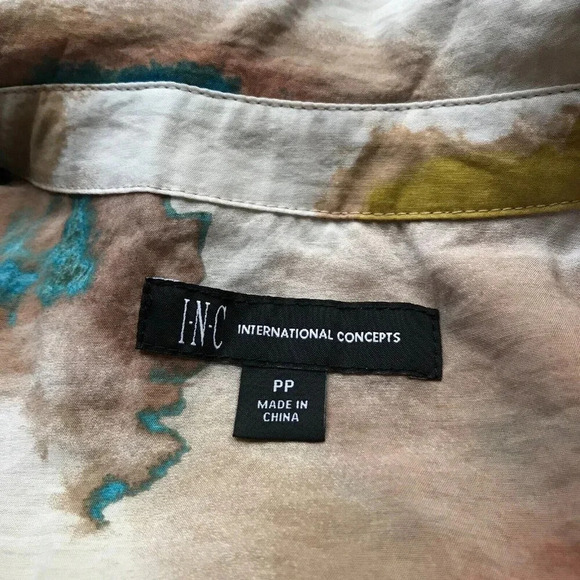 I·N·C INTERNATIONAL CONCEPTS
PP
MADE IN
CHINA